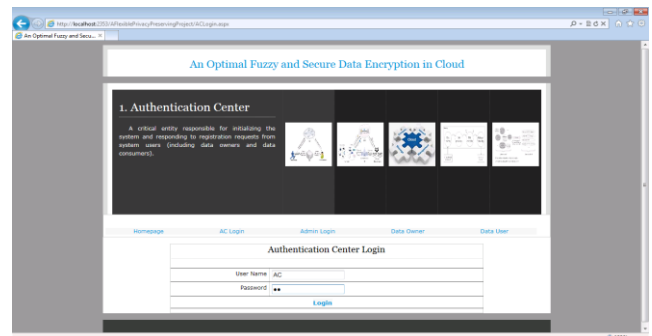 http://localhost:2355/AFlexiblePrivacyPreservingProject/ACLogin.aspx
An Optimal Fuzzy and Secu...
An Optimal Fuzzy and Secure Data Encryption in Cloud
1. Authentication Center
A critical entity responsible for initializing the
system and responding to registration requests from
system users (including data owners and data
consumers).
Homepage AC Login Admin Login Data Owner Data User
Authentication Center Login
User Name AC
Password
Login